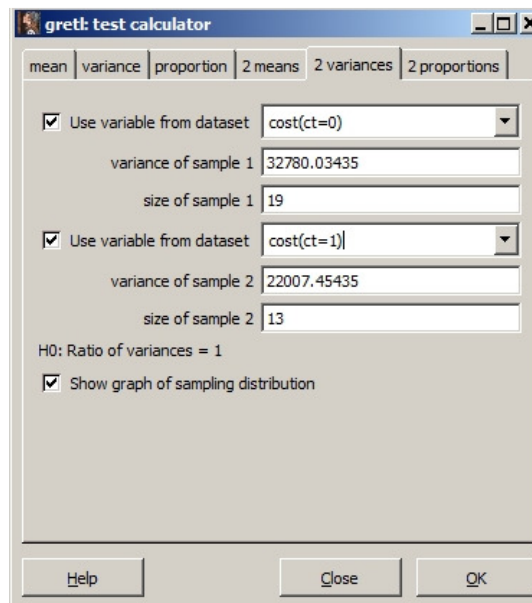 gretl: test calculator
mean variance proportion 2 means 2 variances 2 proportions
Use variable from dataset cost(ct=0)
variance of sample 1 32780.03435
size of sample 1 19
Use variable from dataset cost(ct=1)
variance of sample 2 22007.45435
size of sample 2 13
H0: Ratio of variances = 1
Show graph of sampling distribution
Help Close OK